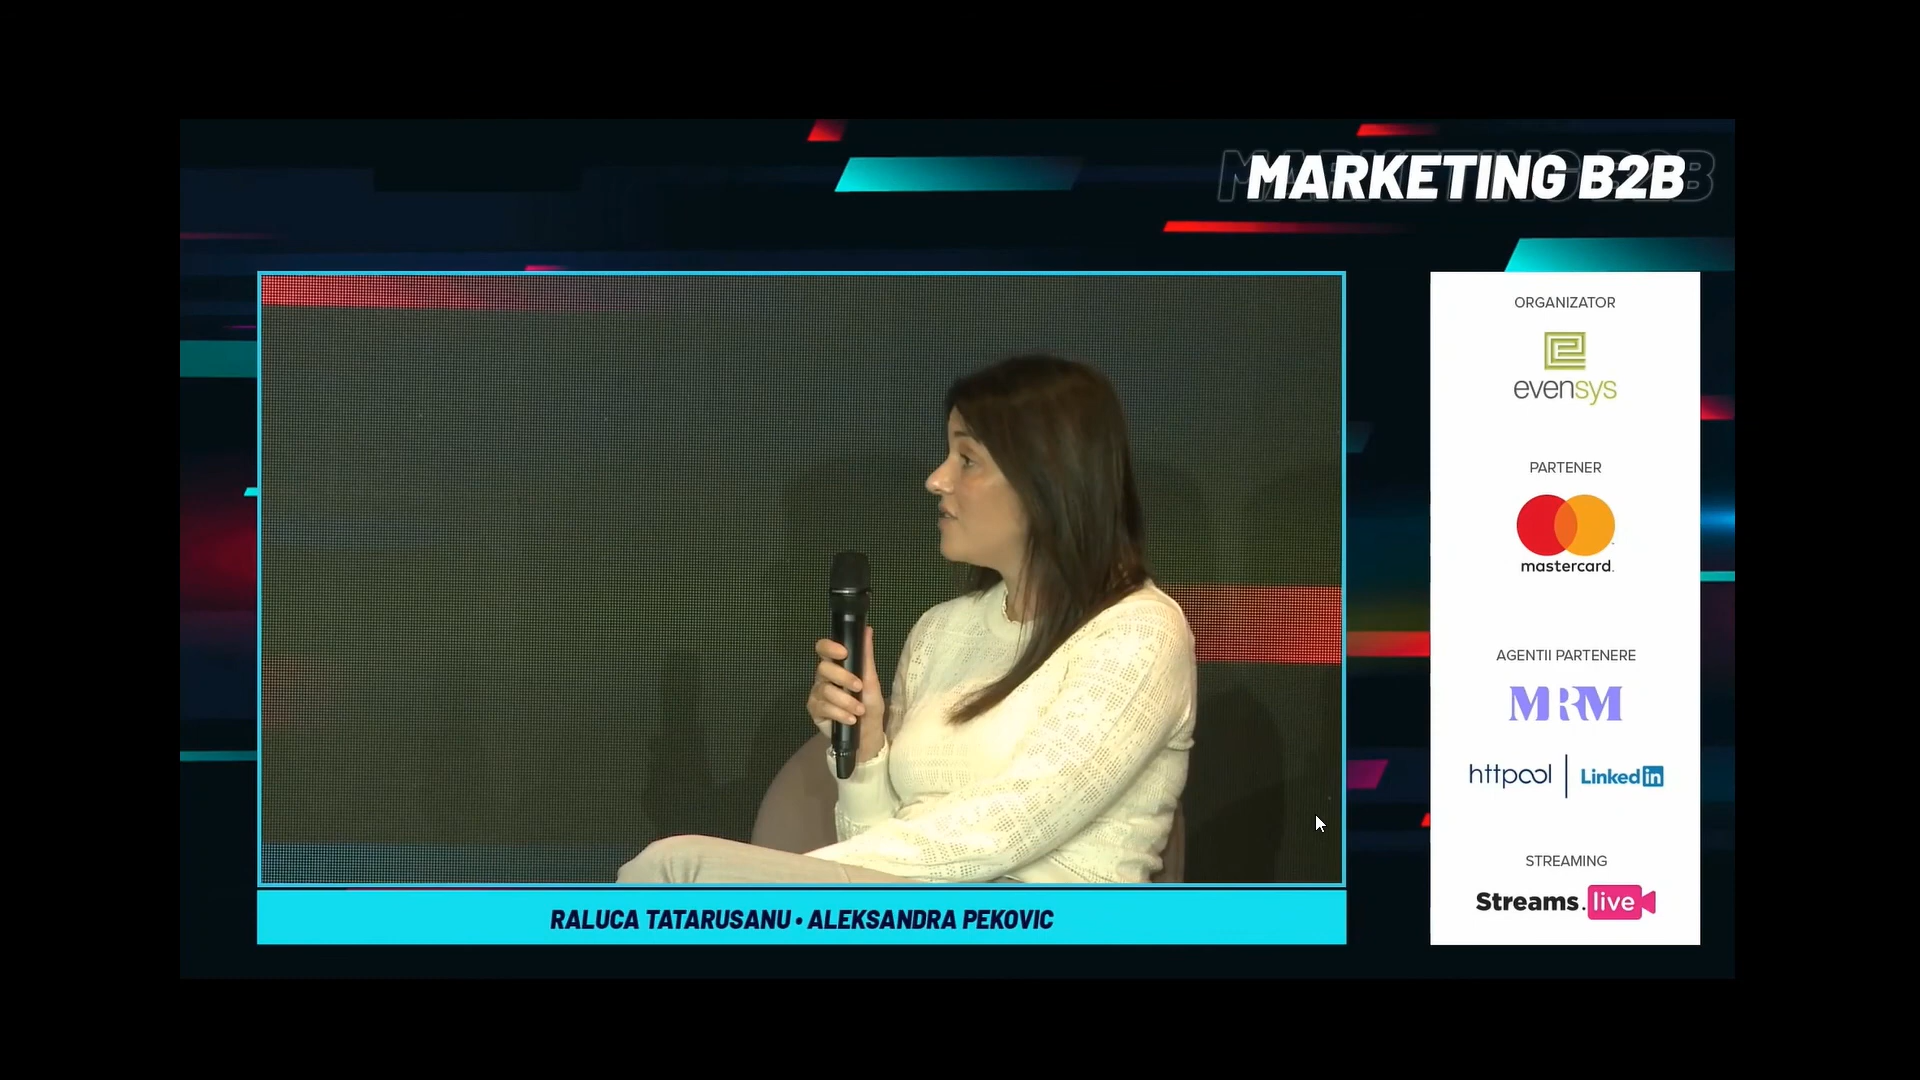 MARKETING B2B
ORGANIZATOR
evensys
PARTENER
mastercard.
AGENTII PARTENERE
MRM
httpool | Linkedin
STREAMING
Streams.live
RALUCA TATARUSANU • ALEKSANDRA PEKOVIC